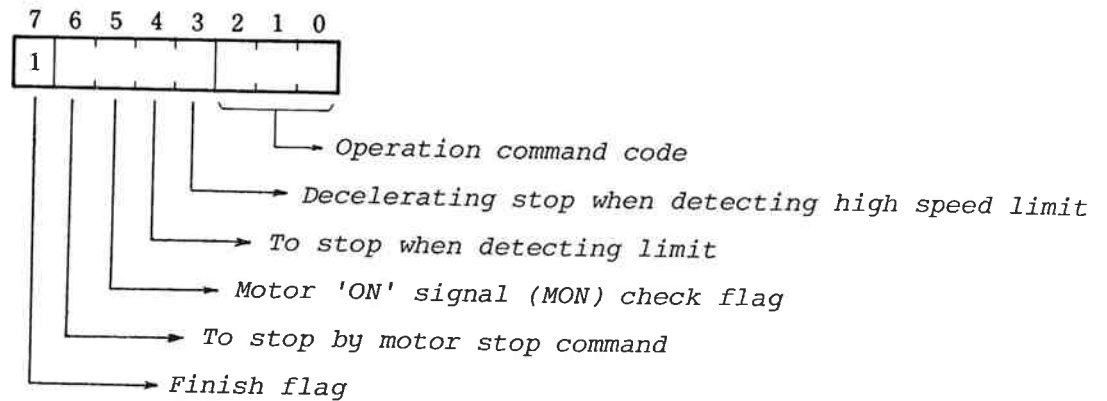 7 6 5 4 3 2 1 0
1
Operation command code
Decelerating stop when detecting high speed limit
To stop when detecting limit
Motor 'ON' signal (MON) check flag
To stop by motor stop command
Finish flag